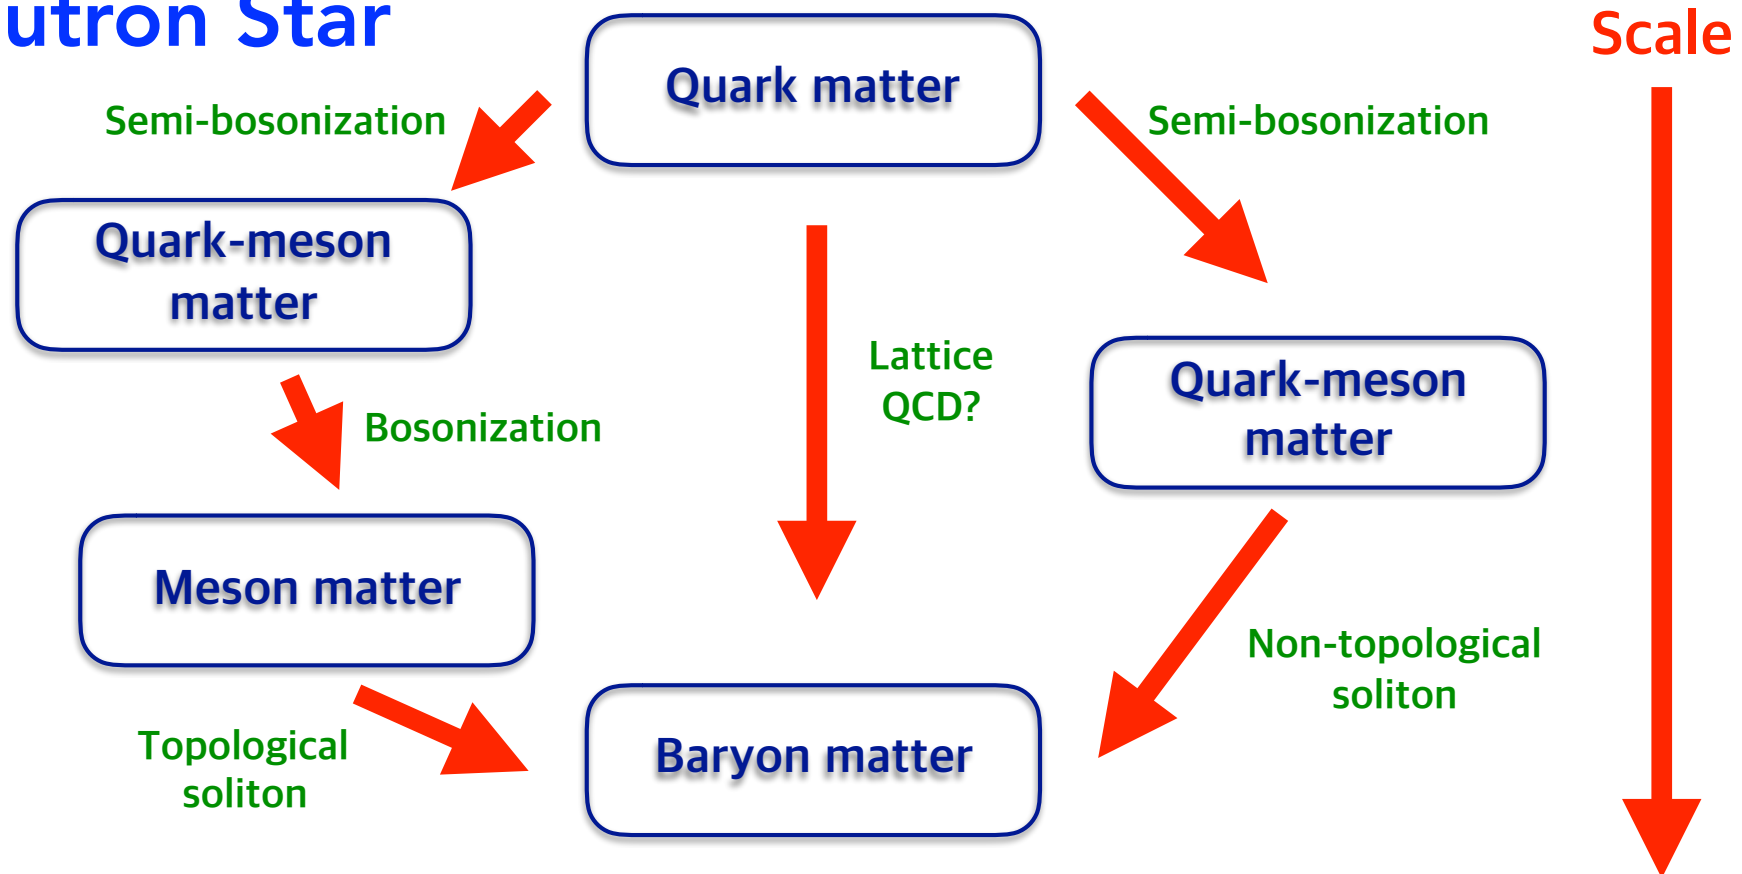 utron Star
Scale
Quark matter
Semi-bosonization
Semi-bosonization
Quark-meson
matter
Lattice
QCD?
Quark-meson
matter
Bosonization
Meson matter
Non-topological
soliton
Topological
soliton
Baryon matter